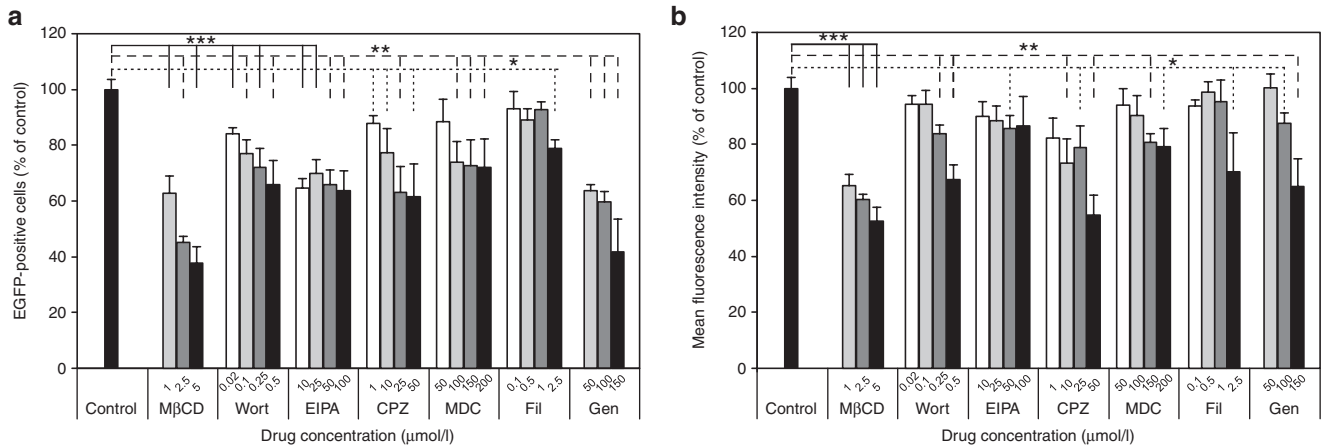 a
120
100
80
60
40
20
0
EGFP-positive cells (% of control)
***
**
*
1 2.5 5
0.02 0.1 0.25 0.5
10 25 50 100
1 10 25 50
50 100 150 200
0.1 0.5 1 2.5
50 100 150
Control MβCD Wort EIPA CPZ MDC Fil Gen
Drug concentration (μmol/l)
b
120
100
80
60
40
20
0
Mean fluorescence intensity (% of control)
***
**
*
1 2.5 5
0.02 0.1 0.25 0.5
10 25 50 100
1 10 25 50
50 100 150 200
0.1 0.5 1 2.5
50 100 150
Control MβCD Wort EIPA CPZ MDC Fil Gen
Drug concentration (μmol/l)